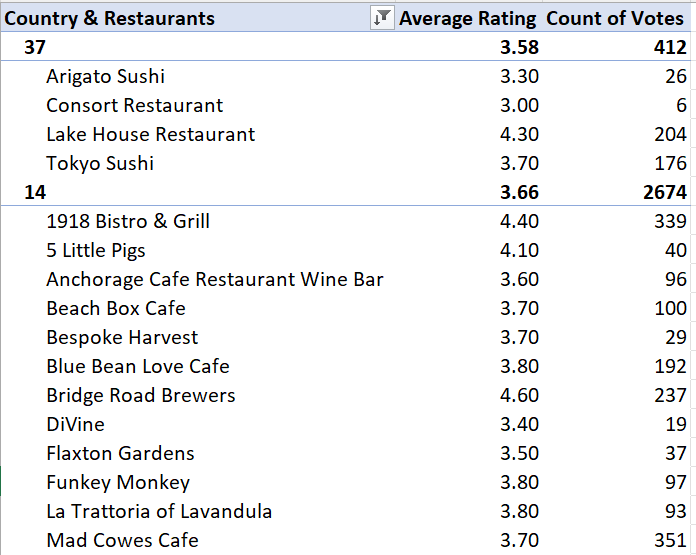 Country & Restaurants Average Rating Count of Votes
37 3.58 412
Arigato Sushi 3.30 26
Consort Restaurant 3.00 6
Lake House Restaurant 4.30 204
Tokyo Sushi 3.70 176
14 3.66 2674
1918 Bistro & Grill 4.40 339
5 Little Pigs 4.10 40
Anchorage Cafe Restaurant Wine Bar 3.60 96
Beach Box Cafe 3.70 100
Bespoke Harvest 3.70 29
Blue Bean Love Cafe 3.80 192
Bridge Road Brewers 4.60 237
DiVine 3.40 19
Flaxton Gardens 3.50 37
Funkey Monkey 3.80 97
La Trattoria of Lavandula 3.80 93
Mad Cowes Cafe 3.70 351